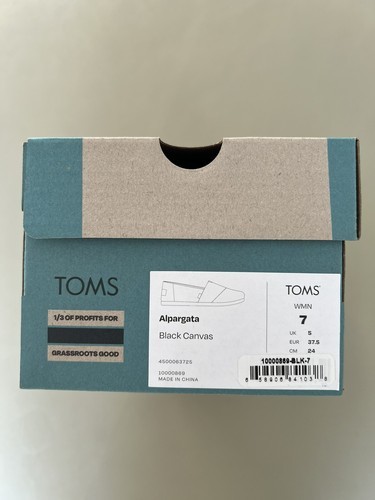 TOMS
1/3 OF PROFITS FOR
GRASSROOTS GOOD
Alpargata
Black Canvas
4500063725
10000869
MADE IN CHINA
TOMS
WMN
7
UK 5
EUR 37.5
CM 24
10000869-BLK-7